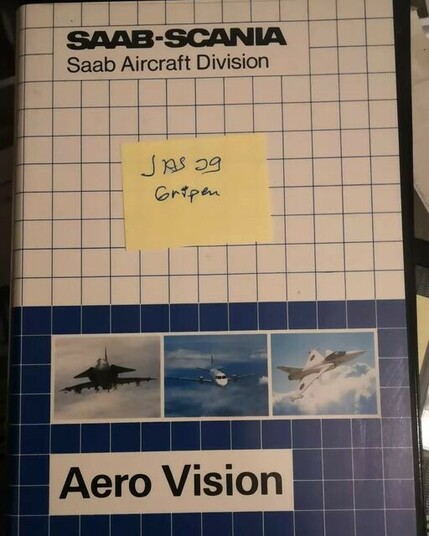 SAAB-SCANIA
Saab Aircraft Division
JAS 39
Gripen
Aero Vision